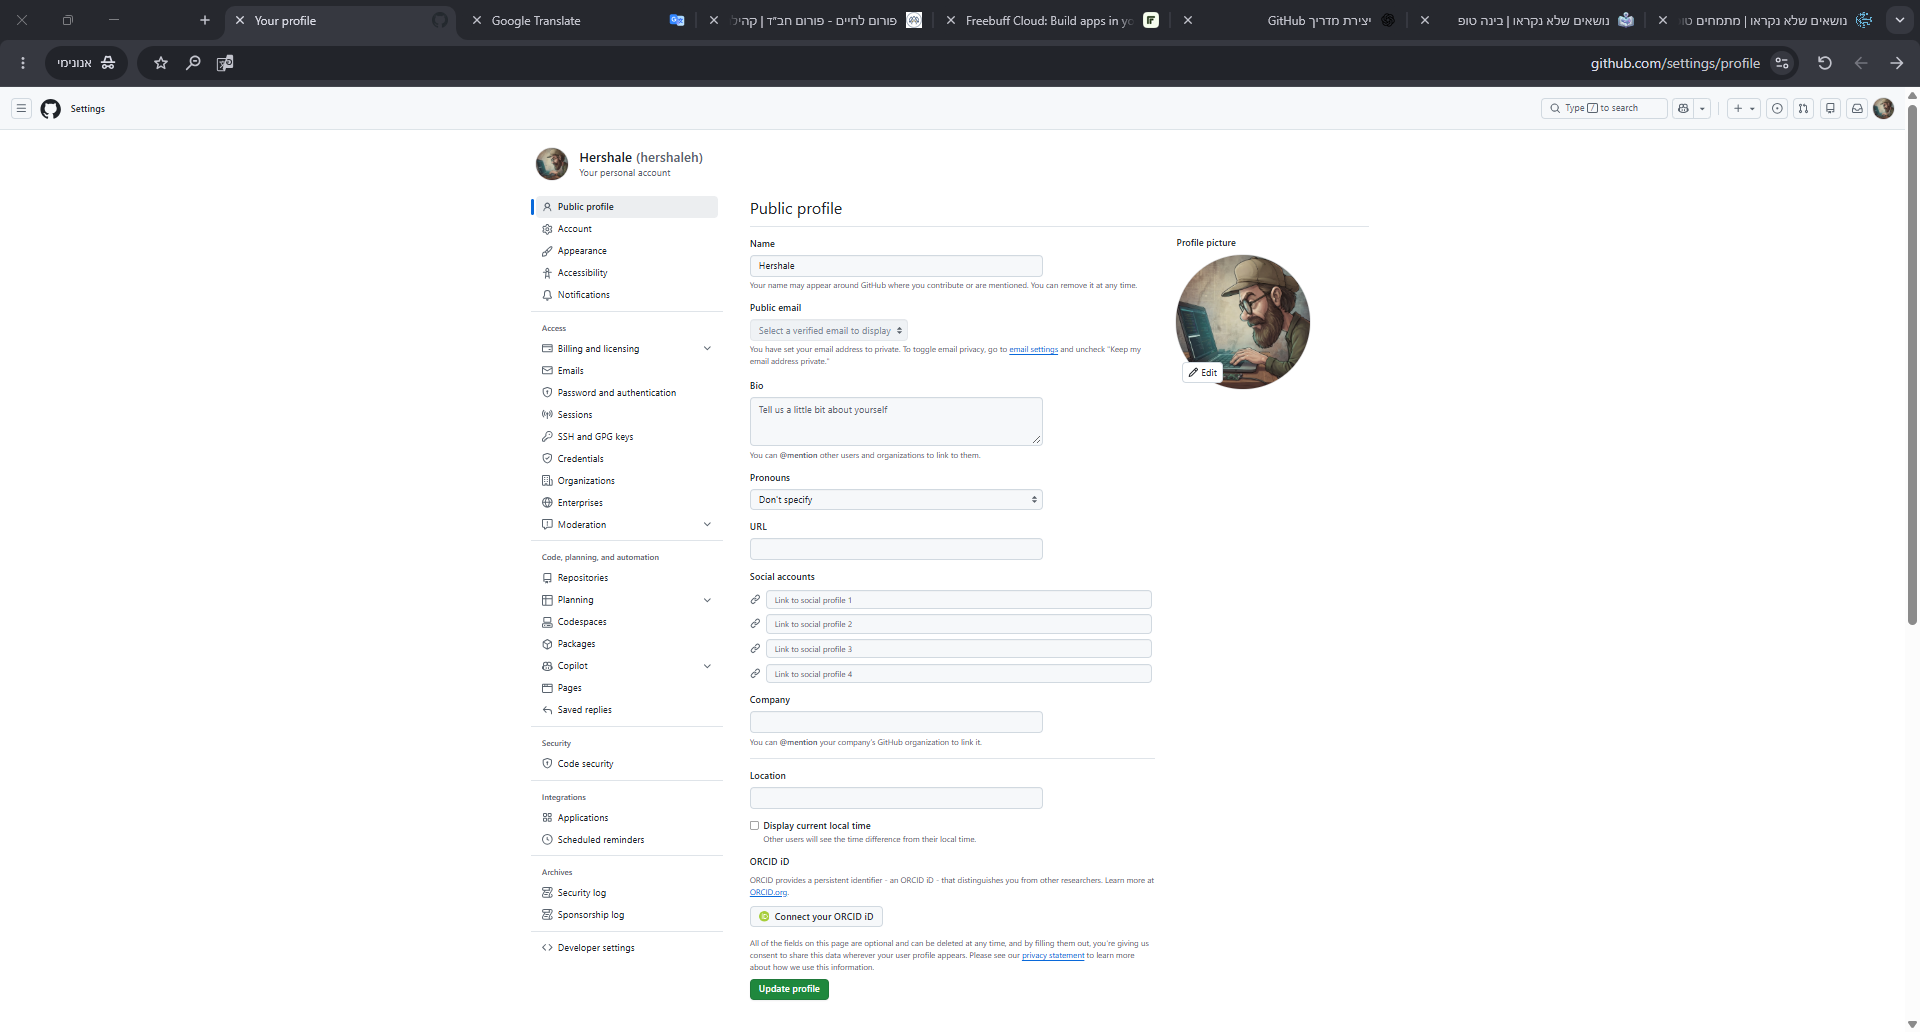 Your profile
Google Translate
פורום לחיים - פורום חב"ד | קהיל
Freebuff Cloud: Build apps in yo
יצירת מדריך GitHub
נושאים שלא נקראו | בינה טופ
נושאים שלא נקראו | מתמחים טופ
אנונימי
github.com/settings/profile
Settings
Type / to search
Hershale (hershaleh)
Your personal account
Public profile
Account
Appearance
Accessibility
Notifications
Access
Billing and licensing
Emails
Password and authentication
Sessions
SSH and GPG keys
Credentials
Organizations
Enterprises
Moderation
Code, planning, and automation
Repositories
Planning
Codespaces
Packages
Copilot
Pages
Saved replies
Security
Code security
Integrations
Applications
Scheduled reminders
Archives
Security log
Sponsorship log
Developer settings
Public profile
Name
Hershale
Your name may appear around GitHub where you contribute or are mentioned. You can remove it at any time.
Public email
Select a verified email to display
You have set your email address to private. To toggle email privacy, go to email settings and uncheck "Keep my
email address private."
Bio
Tell us a little bit about yourself
You can @mention other users and organizations to link to them.
Pronouns
Don't specify
URL
Social accounts
Link to social profile 1
Link to social profile 2
Link to social profile 3
Link to social profile 4
Company
You can @mention your company's GitHub organization to link it.
Location
Display current local time
Other users will see the time difference from their local time.
ORCID iD
ORCID provides a persistent identifier - an ORCID iD - that distinguishes you from other researchers. Learn more at
ORCID.org.
Connect your ORCID iD
All of the fields on this page are optional and can be deleted at any time, and by filling them out, you're giving us
consent to share this data wherever your user profile appears. Please see our privacy statement to learn more
about how we use this information.
Update profile
Profile picture
Edit